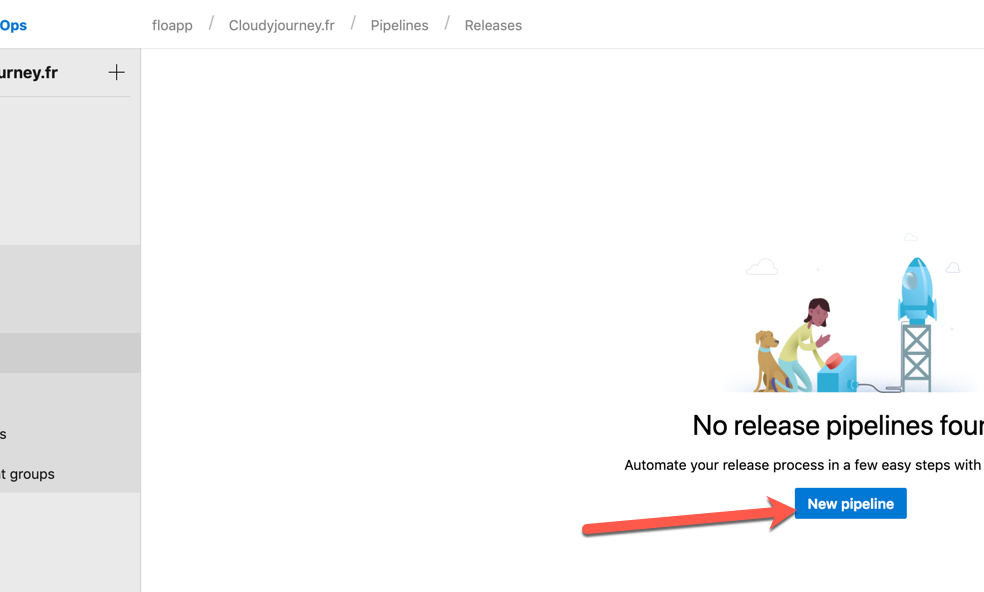 Ops
floapp / Cloudyjourney.fr / Pipelines / Releases
urney.fr
s
t groups
No release pipelines four
Automate your release process in a few easy steps with
New pipeline